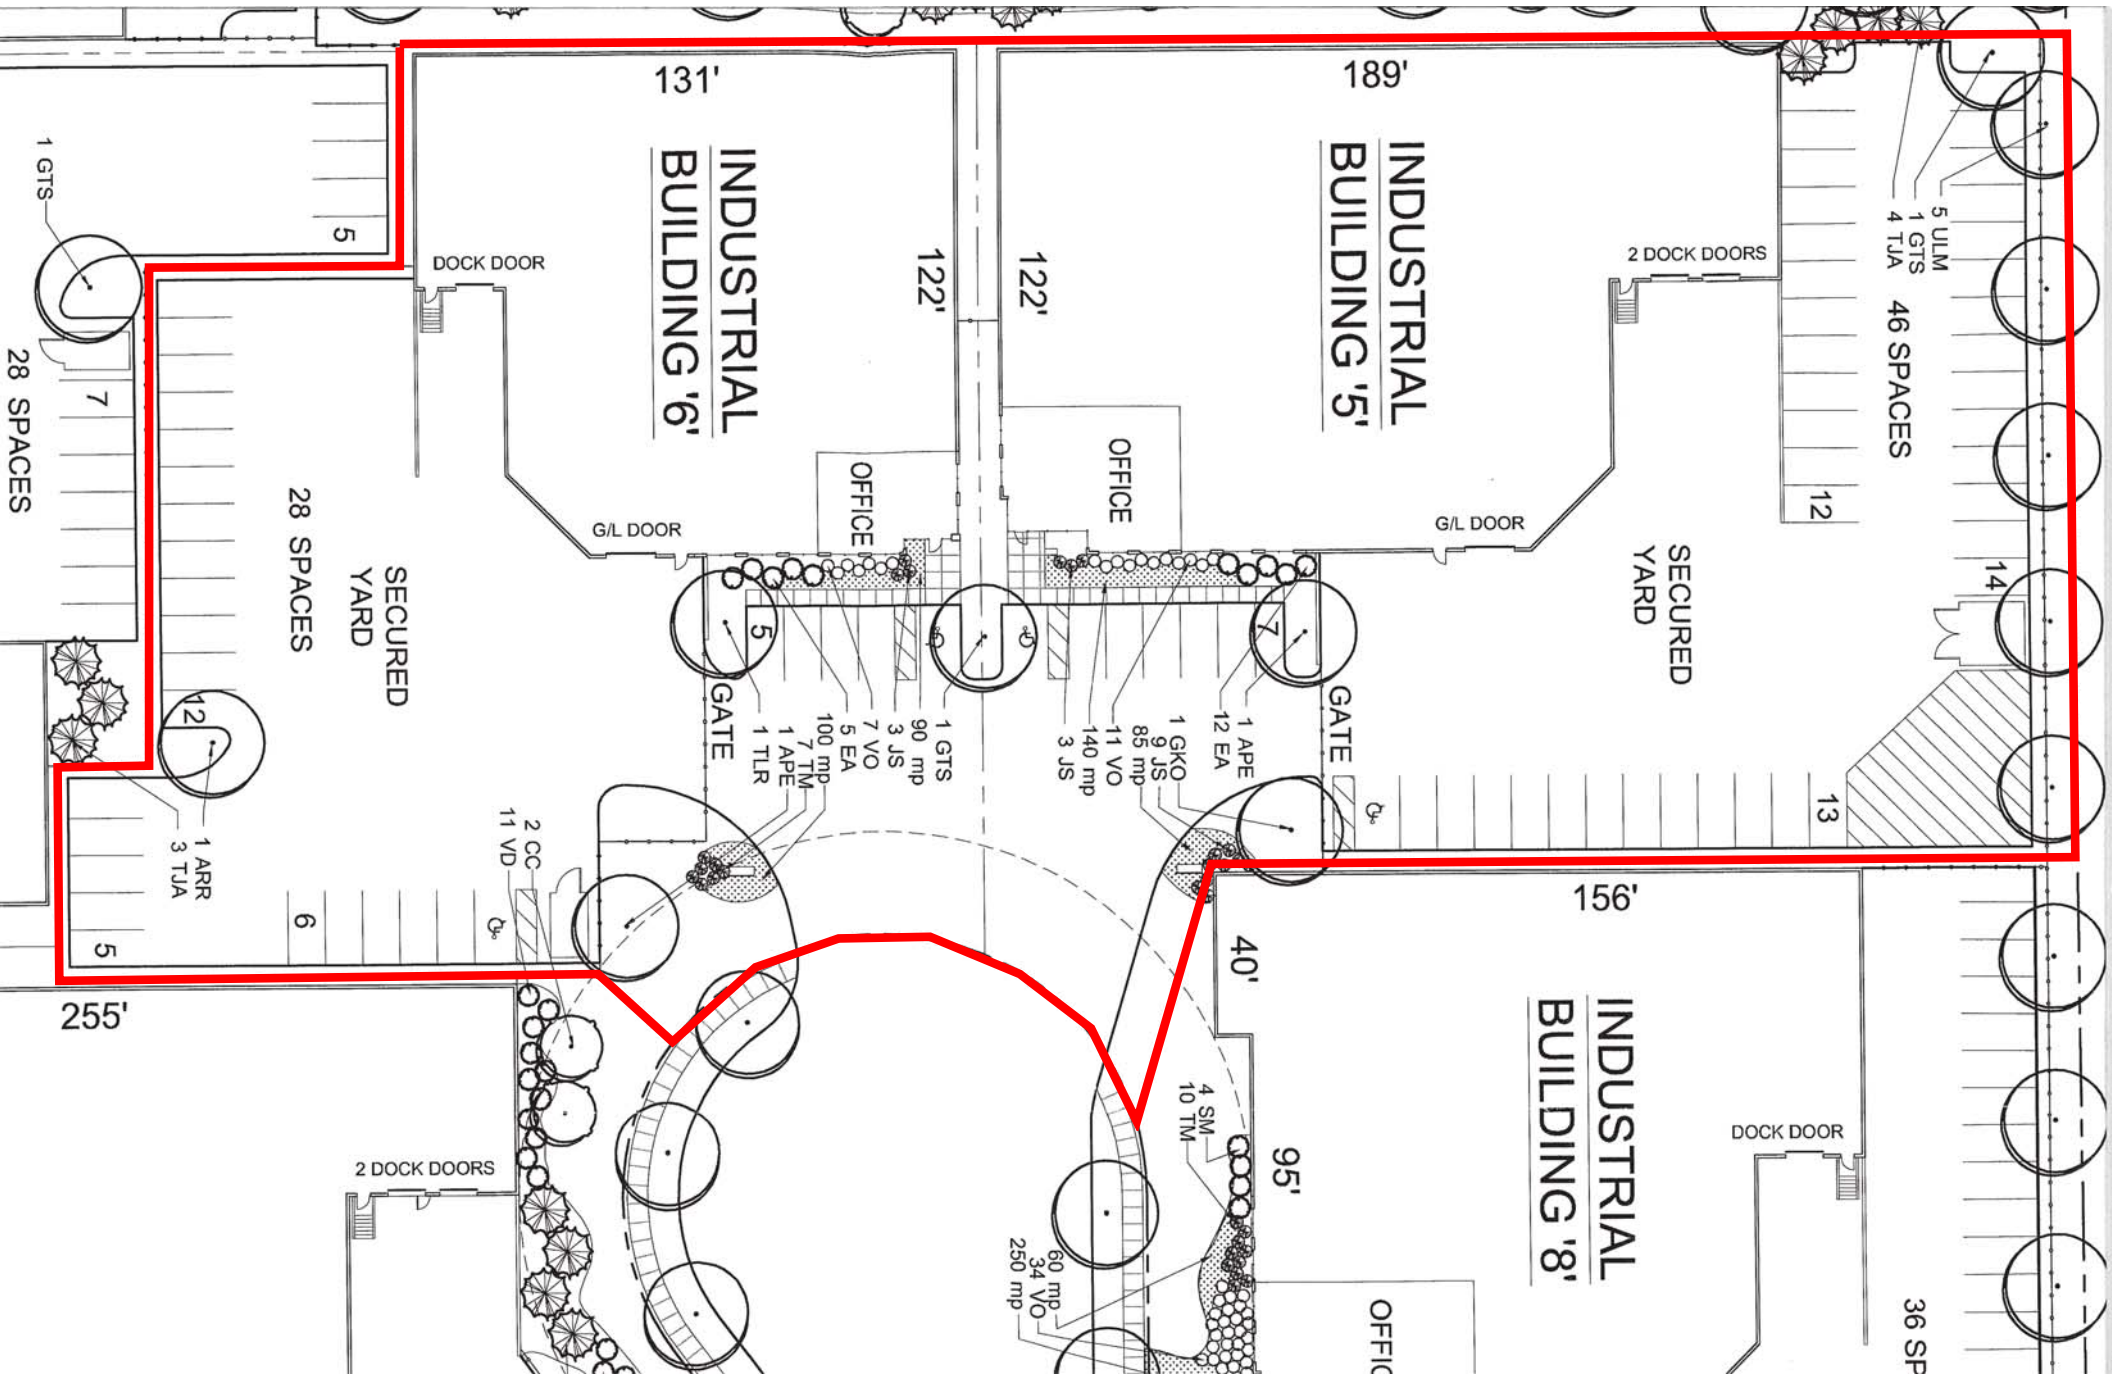 131'
189'
INDUSTRIAL
BUILDING '6'
INDUSTRIAL
BUILDING '5'
1 GTS
5
5 ULM
1 GTS
4 TJA
DOCK DOOR
122'
122'
2 DOCK DOORS
46 SPACES
28 SPACES
7
28 SPACES
OFFICE
OFFICE
G/L DOOR
G/L DOOR
12
SECURED
YARD
SECURED
YARD
14
5
7
12
GATE
GATE
1 TLR
1 APE
7 TM
100 mp
5 EA
7 VO
3 JS
90 mp
1 GTS
3 JS
140 mp
11 VO
85 mp
9 JS
1 GKO
12 EA
1 APE
13
1 ARR
3 TJA
2 CC
11 VD
6
5
156'
40'
255'
INDUSTRIAL
BUILDING '8'
4 SM
10 TM
95'
DOCK DOOR
2 DOCK DOORS
60 mp
34 VO
250 mp
OFFIC
36 SP